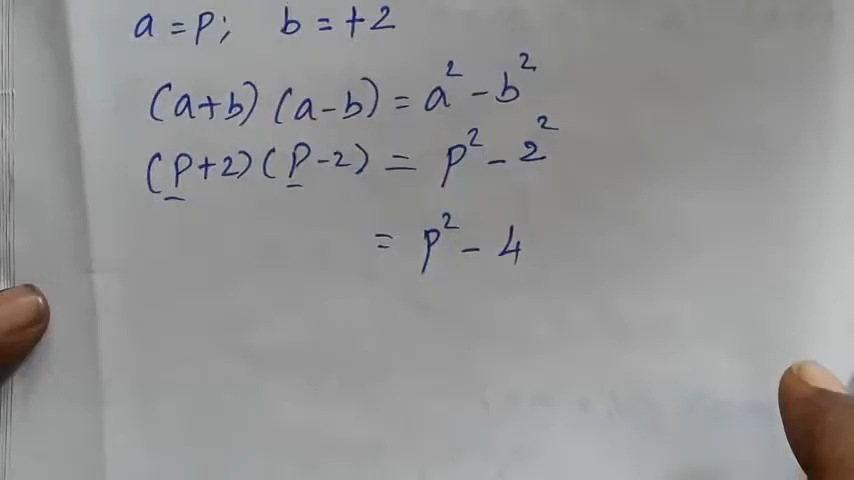 a = p; b = +2
(a+b) (a-b) = a² - b²
(p+2) (p-2) = p² - 2²
= p² - 4